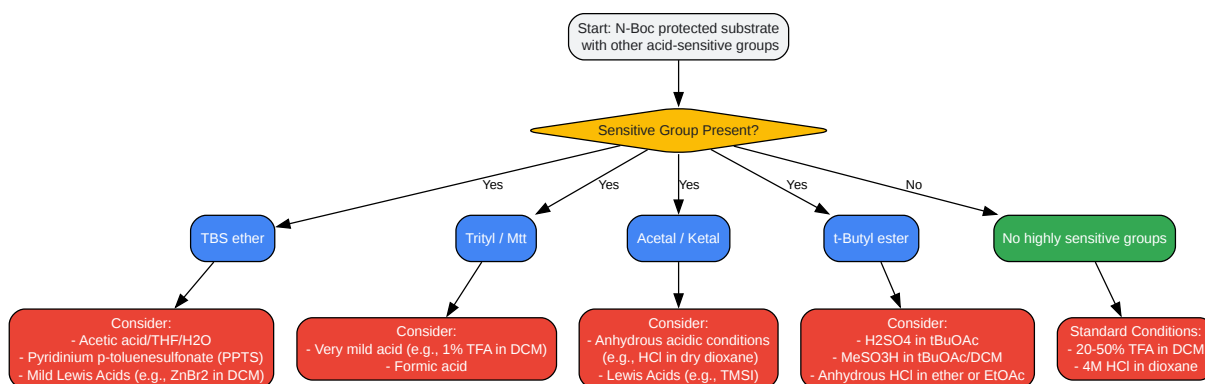 Start: N-Boc protected substrate
with other acid-sensitive groups
Sensitive Group Present?
Yes
Yes
Yes
Yes
No
TBS ether
Trityl / Mtt
Acetal / Ketal
t-Butyl ester
No highly sensitive groups
Consider:
- Acetic acid/THF/H2O
- Pyridinium p-toluenesulfonate (PPTS)
- Mild Lewis Acids (e.g., ZnBr2 in DCM)
Consider:
- Very mild acid (e.g., 1% TFA in DCM)
- Formic acid
Consider:
- Anhydrous acidic conditions
(e.g., HCl in dry dioxane)
- Lewis Acids (e.g., TMSI)
Consider:
- H2SO4 in tBuOAc
- MeSO3H in tBuOAc/DCM
- Anhydrous HCl in ether or EtOAc
Standard Conditions:
- 20-50% TFA in DCM
- 4M HCl in dioxane